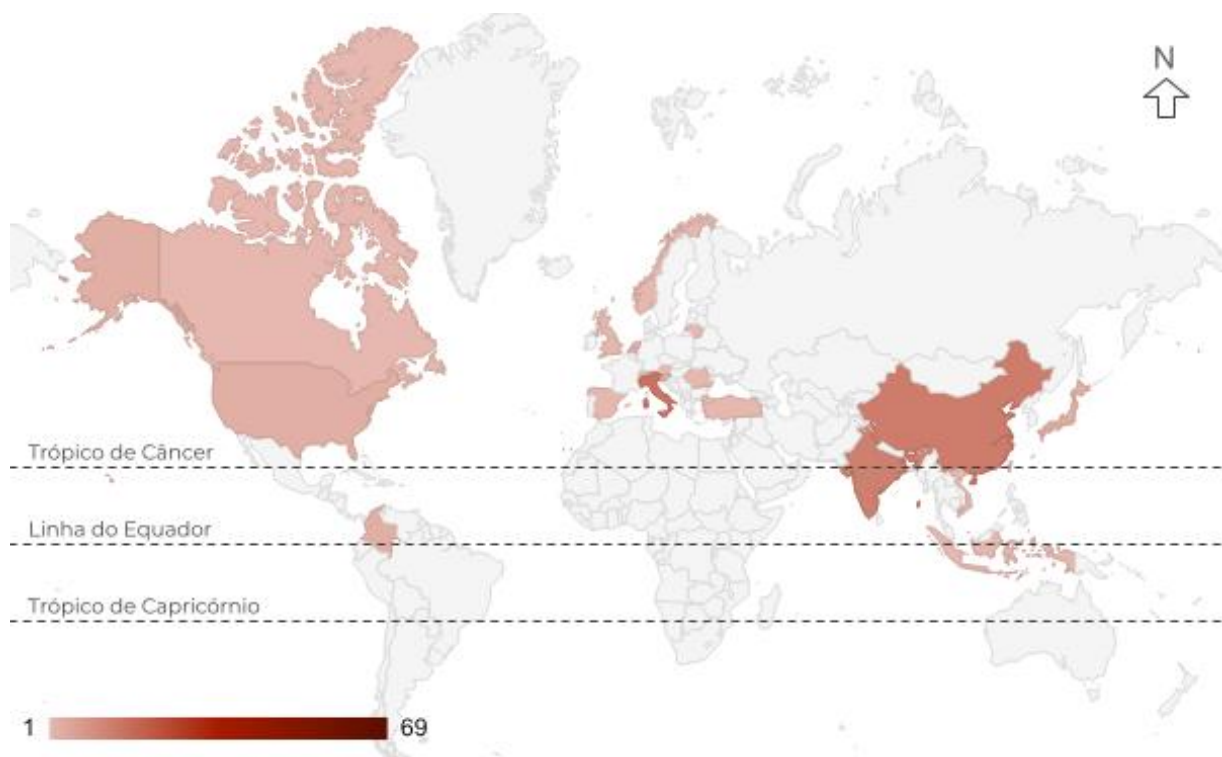 N
Trópico de Câncer
Linha do Equador
Trópico de Capricórnio
1 69